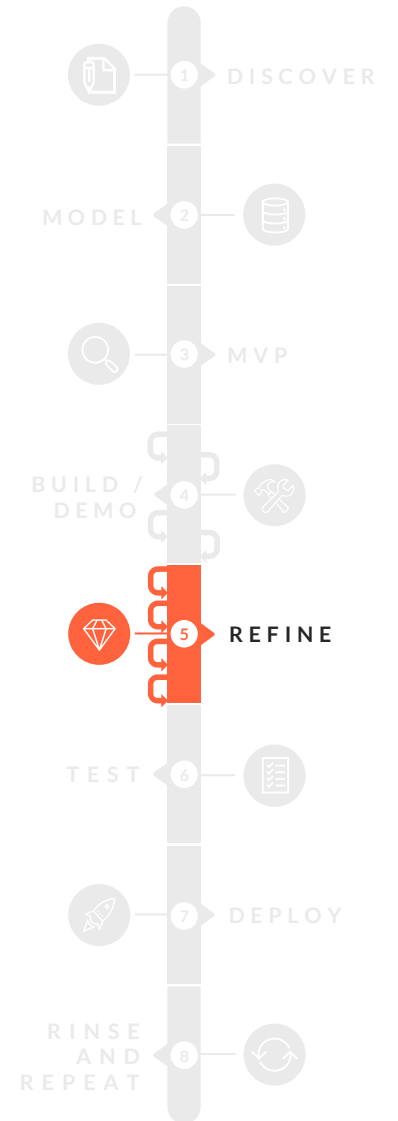 1 DISCOVER
MODEL 2
3 MVP
BUILD /
4
DEMO
5 REFINE
TEST 6
7 DEPLOY
RINSE
AND 8
REPEAT